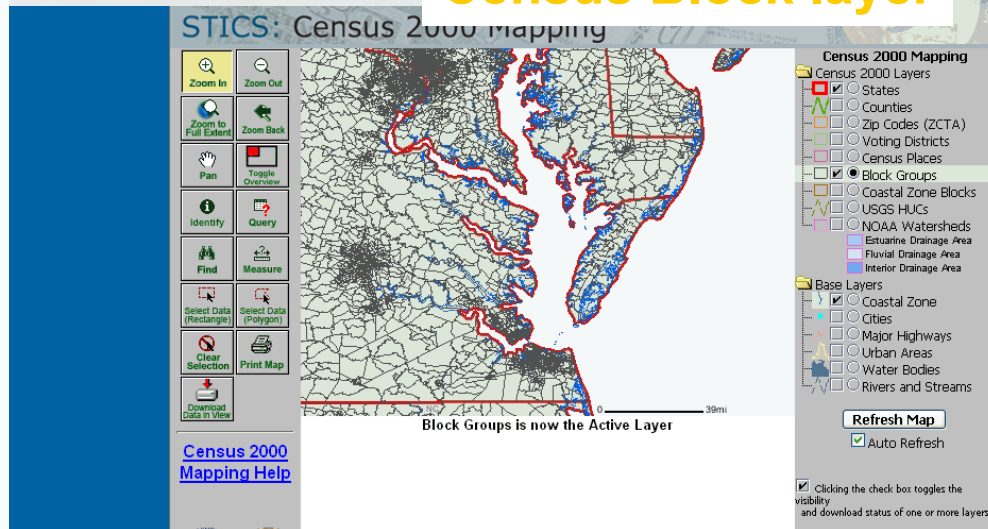 Census Block layer
STICS: Census 2000 Mapping
Zoom In
Zoom Out
Zoom to
Full Extent
Zoom Back
Pan
Toggle
Overview
Identify
Query
Find
Measure
Select Data
(Rectangle)
Select Data
(Polygon)
Clear
Selection
Print Map
Download
Data in View
Census 2000
Mapping Help
NC
0
39mi
Block Groups is now the Active Layer
Census 2000 Mapping
Census 2000 Layers
States
Counties
Zip Codes (ZCTA)
Voting Districts
Census Places
Block Groups
Coastal Zone Blocks
USGS HUCs
NOAA Watersheds
Estuarine Drainage Area
Fluvial Drainage Area
Interior Drainage Area
Base Layers
Coastal Zone
Cities
Major Highways
Urban Areas
Water Bodies
Rivers and Streams
Refresh Map
Auto Refresh
Clicking the check box toggles the
visibility
and download status of one or more layers